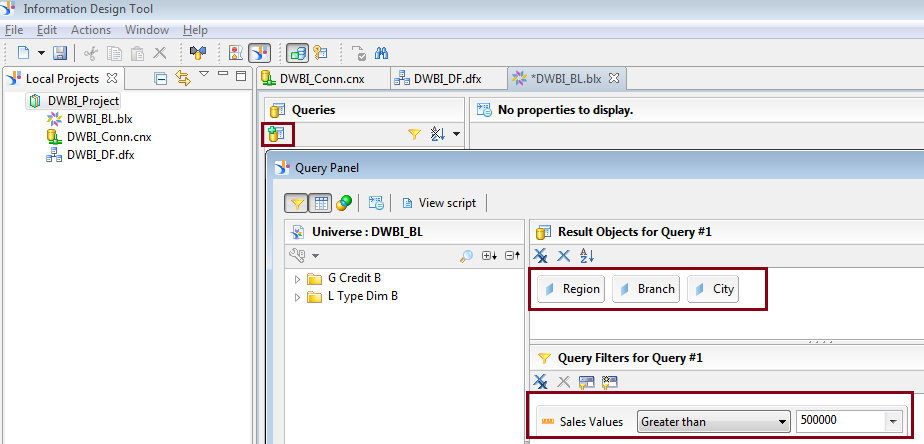 Information Design Tool
File Edit Actions Window Help
Local Projects
DWBI_Project
DWBI_BL.blx
DWBI_Conn.cnx
DWBI_DF.dfx
DWBI_Conn.cnx DWBI_DF.dfx *DWBI_BL.blx
Queries
No properties to display.
Query Panel
View script
Universe : DWBI_BL
Result Objects for Query #1
G Credit B
L Type Dim B
Region Branch City
Query Filters for Query #1
Sales Values Greater than 500000